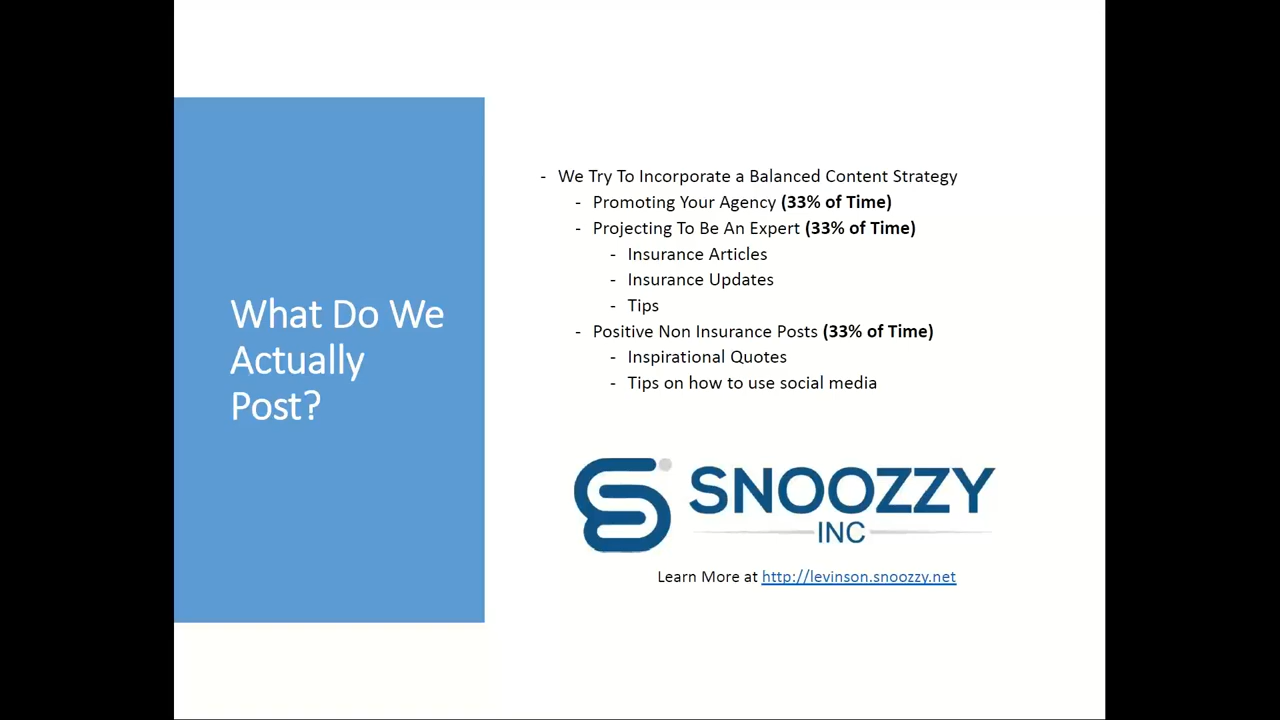 What Do We
Actually
Post?
- We Try To Incorporate a Balanced Content Strategy
- Promoting Your Agency (33% of Time)
- Projecting To Be An Expert (33% of Time)
- Insurance Articles
- Insurance Updates
- Tips
- Positive Non Insurance Posts (33% of Time)
- Inspirational Quotes
- Tips on how to use social media
SNOOZZY
INC
Learn More at http://levinson.snoozzy.net